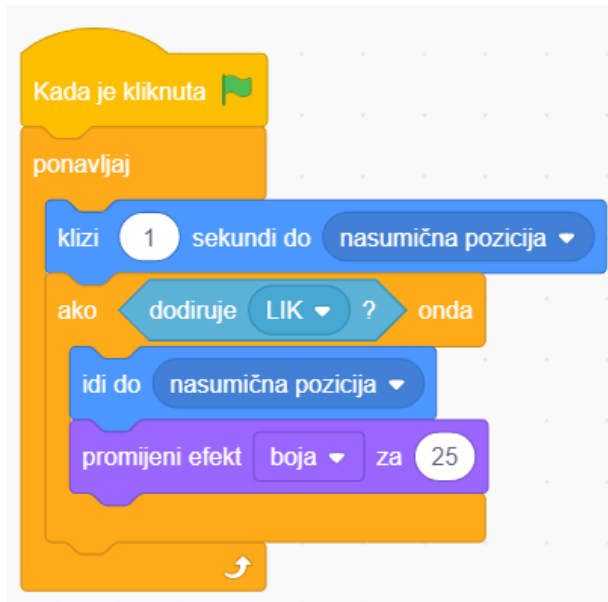 Kada je kliknuta
ponavljaj
klizi 1 sekundi do nasumična pozicija
ako dodiruje LIK ? onda
idi do nasumična pozicija
promijeni efekt boja za 25